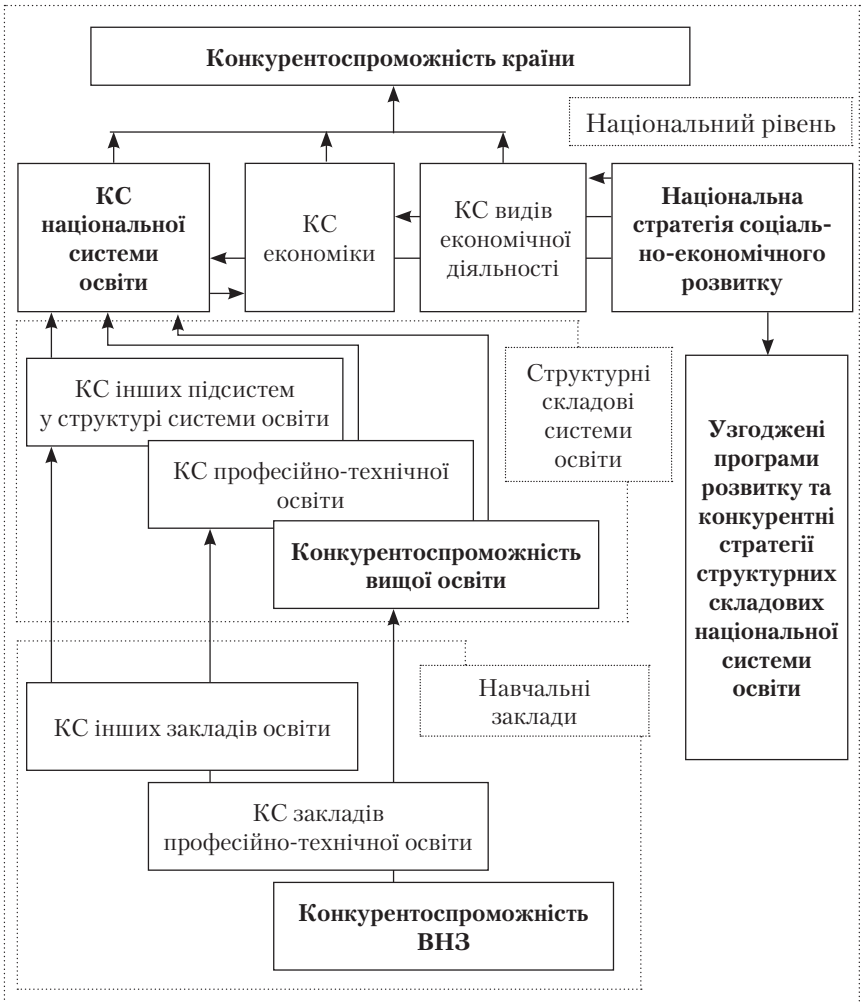 Конкурентоспроможність країни
Національний рівень
КС
національної
системи
освіти
КС
економіки
КС видів
економічної
діяльності
Національна
стратегія соціаль-
но-економічного
розвитку
КС інших підсистем
у структурі системи освіти
КС професійно-технічної
освіти
Конкурентоспроможність
вищої освіти
Структурні
складові
системи
освіти
Узгоджені
програми
розвитку та
конкурентні
стратегії
структурних
складових
національної
системи
освіти
Навчальні
заклади
КС інших закладів освіти
КС закладів
професійно-технічної освіти
Конкурентоспроможність
ВНЗ